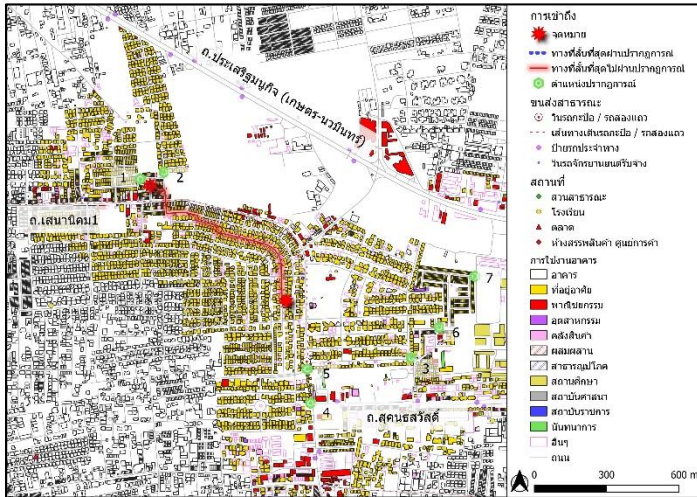 ถ.ประเสริฐมนูกิจ (เกษตร-นวมินทร์)
1
2
ถ.เสนานิคม1
7
6
5
3
4
ถ.สุคนธสวัสดิ์
การเข้าถึง
จุดหมาย
ทางที่สั้นที่สุดผ่านปรากฏการณ์
ทางที่สั้นที่สุดไม่ผ่านปรากฏการณ์
ตำแหน่งปรากฏการณ์
ขนส่งสาธารณะ
วินรถกะป๊อ / รถสองแถว
เส้นทางเดินรถกะป๊อ / รถสองแถว
ป้ายรถประจำทาง
วินรถจักรยานยนต์รับจ้าง
สถานที่
สวนสาธารณะ
โรงเรียน
ตลาด
ห้างสรรพสินค้า ศูนย์การค้า
การใช้งานอาคาร
อาคาร
ที่อยู่อาศัย
พาณิชยกรรม
อุตสาหกรรม
คลังสินค้า
ผสมผสาน
สาธารณูปโภค
สถานศึกษา
สถาบันศาสนา
สถาบันราชการ
นันทนาการ
อื่นๆ
ถนน
0 300 600 m